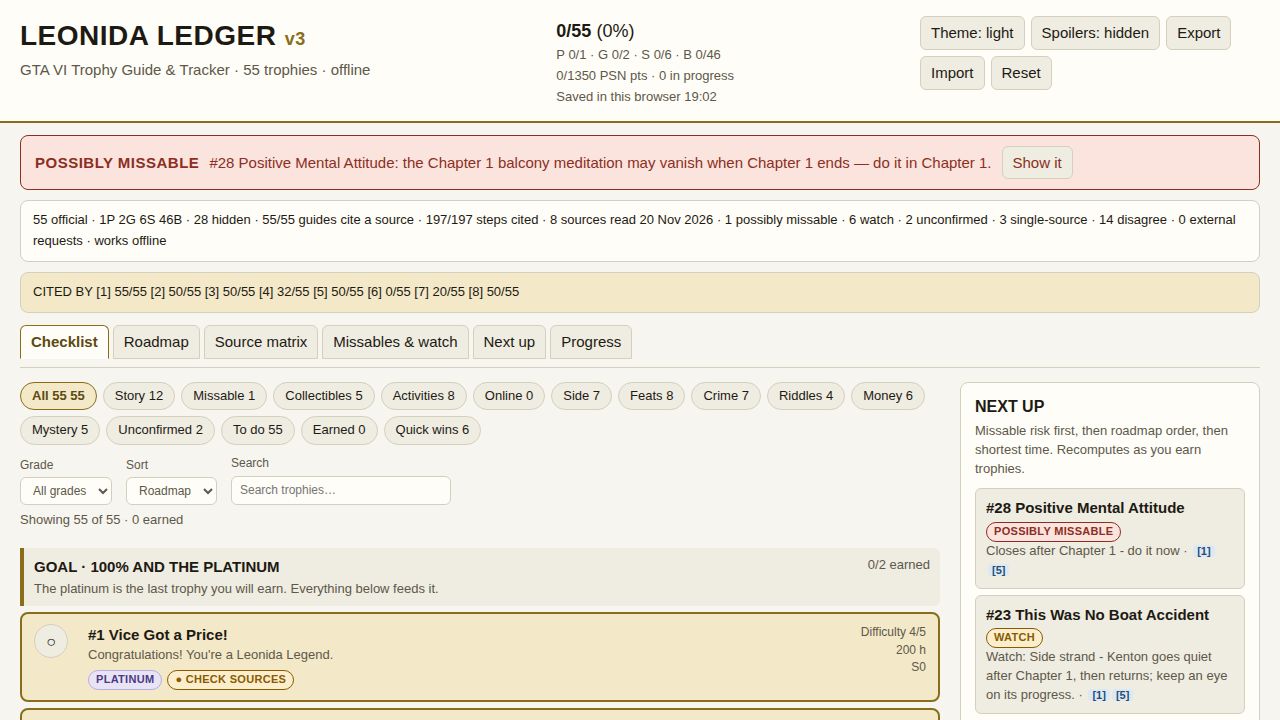 LEONIDA LEDGER v3
GTA VI Trophy Guide & Tracker · 55 trophies · offline
0/55 (0%)
P 0/1 · G 0/2 · S 0/6 · B 0/46
0/1350 PSN pts · 0 in progress
Saved in this browser 19:02
Theme: light
Spoilers: hidden
Export
Import
Reset
POSSIBLY MISSABLE #28 Positive Mental Attitude: the Chapter 1 balcony meditation may vanish when Chapter 1 ends — do it in Chapter 1. Show it
55 official · 1P 2G 6S 46B · 28 hidden · 55/55 guides cite a source · 197/197 steps cited · 8 sources read 20 Nov 2026 · 1 possibly missable · 6 watch · 2 unconfirmed · 3 single-source · 14 disagree · 0 external
requests · works offline
CITED BY [1] 55/55 [2] 50/55 [3] 50/55 [4] 32/55 [5] 50/55 [6] 0/55 [7] 20/55 [8] 50/55
Checklist
Roadmap
Source matrix
Missables & watch
Next up
Progress
All 55 55
Story 12
Missable 1
Collectibles 5
Activities 8
Online 0
Side 7
Feats 8
Crime 7
Riddles 4
Money 6
Mystery 5
Unconfirmed 2
To do 55
Earned 0
Quick wins 6
Grade
Sort
Search
All grades
Roadmap
Search trophies…
Showing 55 of 55 · 0 earned
GOAL · 100% AND THE PLATINUM
0/2 earned
The platinum is the last trophy you will earn. Everything below feeds it.
○
#1 Vice Got a Price!
Congratulations! You're a Leonida Legend.
PLATINUM
● CHECK SOURCES
Difficulty 4/5
200 h
S0
NEXT UP
Missable risk first, then roadmap order, then
shortest time. Recomputes as you earn
trophies.
#28 Positive Mental Attitude
POSSIBLY MISSABLE
Closes after Chapter 1 - do it now · [1]
[5]
#23 This Was No Boat Accident
WATCH
Watch: Side strand - Kenton goes quiet
after Chapter 1, then returns; keep an eye
on its progress. · [1] [5]